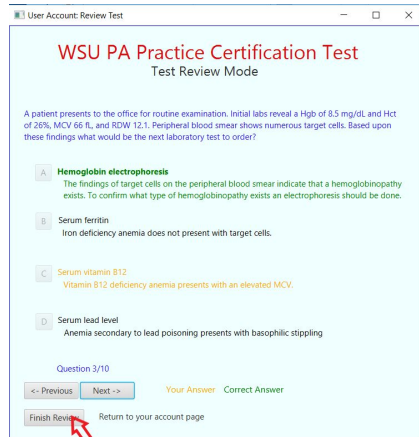 User Account: Review Test
WSU PA Practice Certification Test
Test Review Mode
A patient presents to the office for routine examination. Initial labs reveal a Hgb of 8.5 mg/dL and Hct
of 26%, MCV 66 fL, and RDW 12.1. Peripheral blood smear shows numerous target cells. Based upon
these findings what would be the next laboratory test to order?
A Hemoglobin electrophoresis
The findings of target cells on the peripheral blood smear indicate that a hemoglobinopathy
exists. To confirm what type of hemoglobinopathy exists an electrophoresis should be done.
B Serum ferritin
Iron deficiency anemia does not present with target cells.
C Serum vitamin B12
Vitamin B12 deficiency anemia presents with an elevated MCV.
D Serum lead level
Anemia secondary to lead poisoning presents with basophilic stippling
Question 3/10
<- Previous Next -> Your Answer Correct Answer
Finish Review Return to your account page